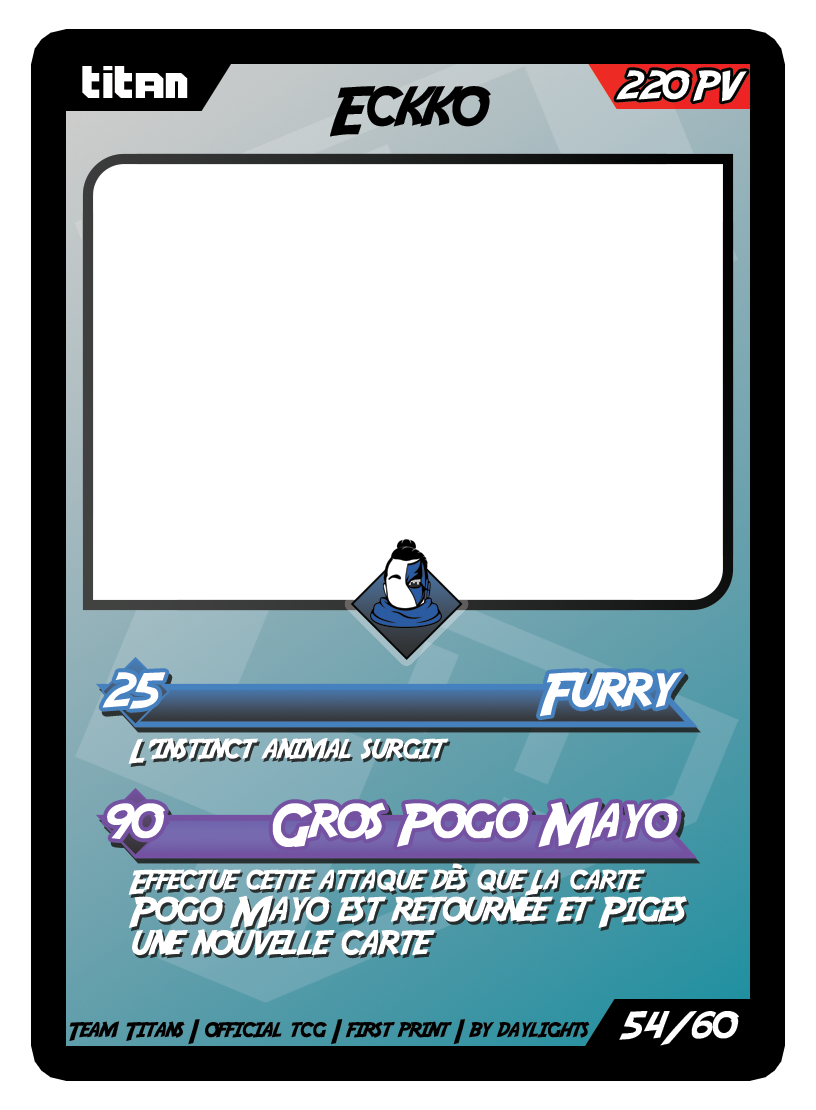 titan
Eckko
220 PV
25
Furry
L'instinct animal surgit
90
Gros Pogo Mayo
Effectue cette attaque dès que la carte
Pogo Mayo est retournée et Piges
une nouvelle carte
Team Titans | official tcg | first print | by daylights
54/60